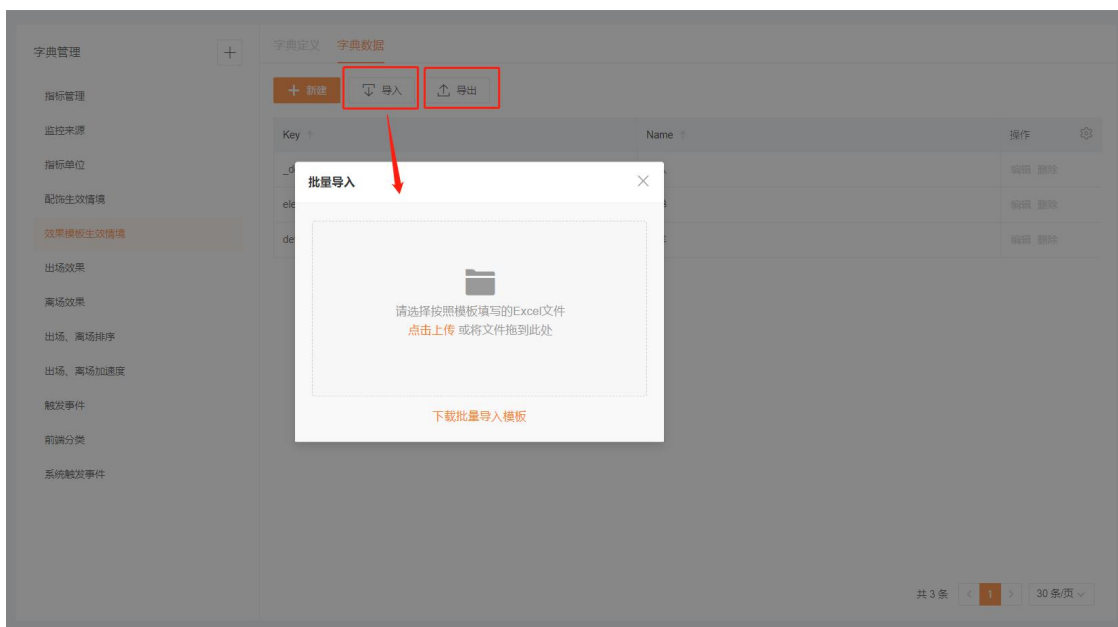 字典管理
字典定义 字典数据
指标管理
监控来源
指标单位
配饰生效情境
效果模板生效情境
出场效果
离场效果
出场、离场排序
出场、离场加速度
触发事件
前端分类
系统触发事件
新建 导入 导出
Key Name 操作
_d
编辑 删除
ele
编辑 删除
de
编辑 删除
批量导入
请选择按照模板填写的Excel文件
点击上传 或将文件拖到此处
下载批量导入模板
共 3 条 < 1 > 30 条/页